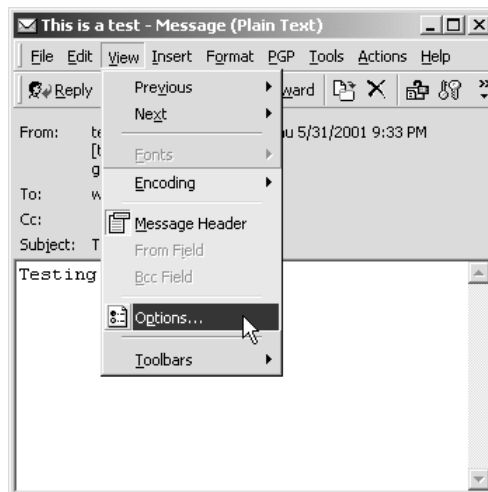 This is a test - Message (Plain Text)
File Edit View Insert Format PGP Tools Actions Help
Reply
ward
Previous
Next
Fonts
Encoding
Message Header
From Field
Bcc Field
Options...
Toolbars
From:
5/31/2001 9:33 PM
To: w
Cc:
Subject: T
Testing